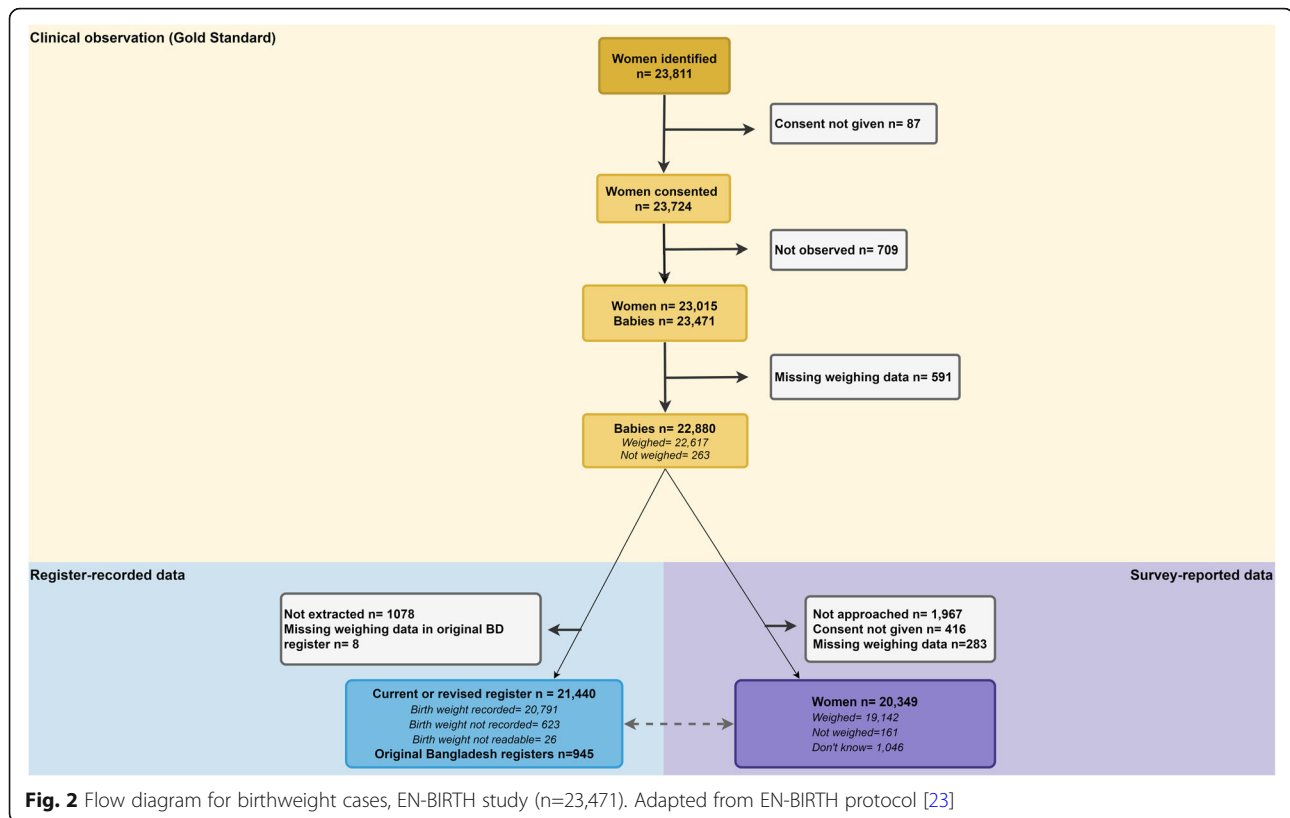 Clinical observation (Gold Standard)
Women identified
n= 23,811
Consent not given n= 87
Women consented
n= 23,724
Not observed n= 709
Women n= 23,015
Babies n= 23,471
Missing weighing data n= 591
Babies n= 22,880
Weighed= 22,617
Not weighed= 263
Register-recorded data
Survey-reported data
Not extracted n= 1078
Missing weighing data in original BD
register n= 8
Not approached n= 1,967
Consent not given n= 416
Missing weighing data n=283
Current or revised register n = 21,440
Birth weight recorded= 20,791
Birth weight not recorded= 623
Birth weight not readable= 26
Original Bangladesh registers n=945
Women n= 20,349
Weighed= 19,142
Not weighed=161
Don't know= 1,046
Fig. 2 Flow diagram for birthweight cases, EN-BIRTH study (n=23,471). Adapted from EN-BIRTH protocol [23]